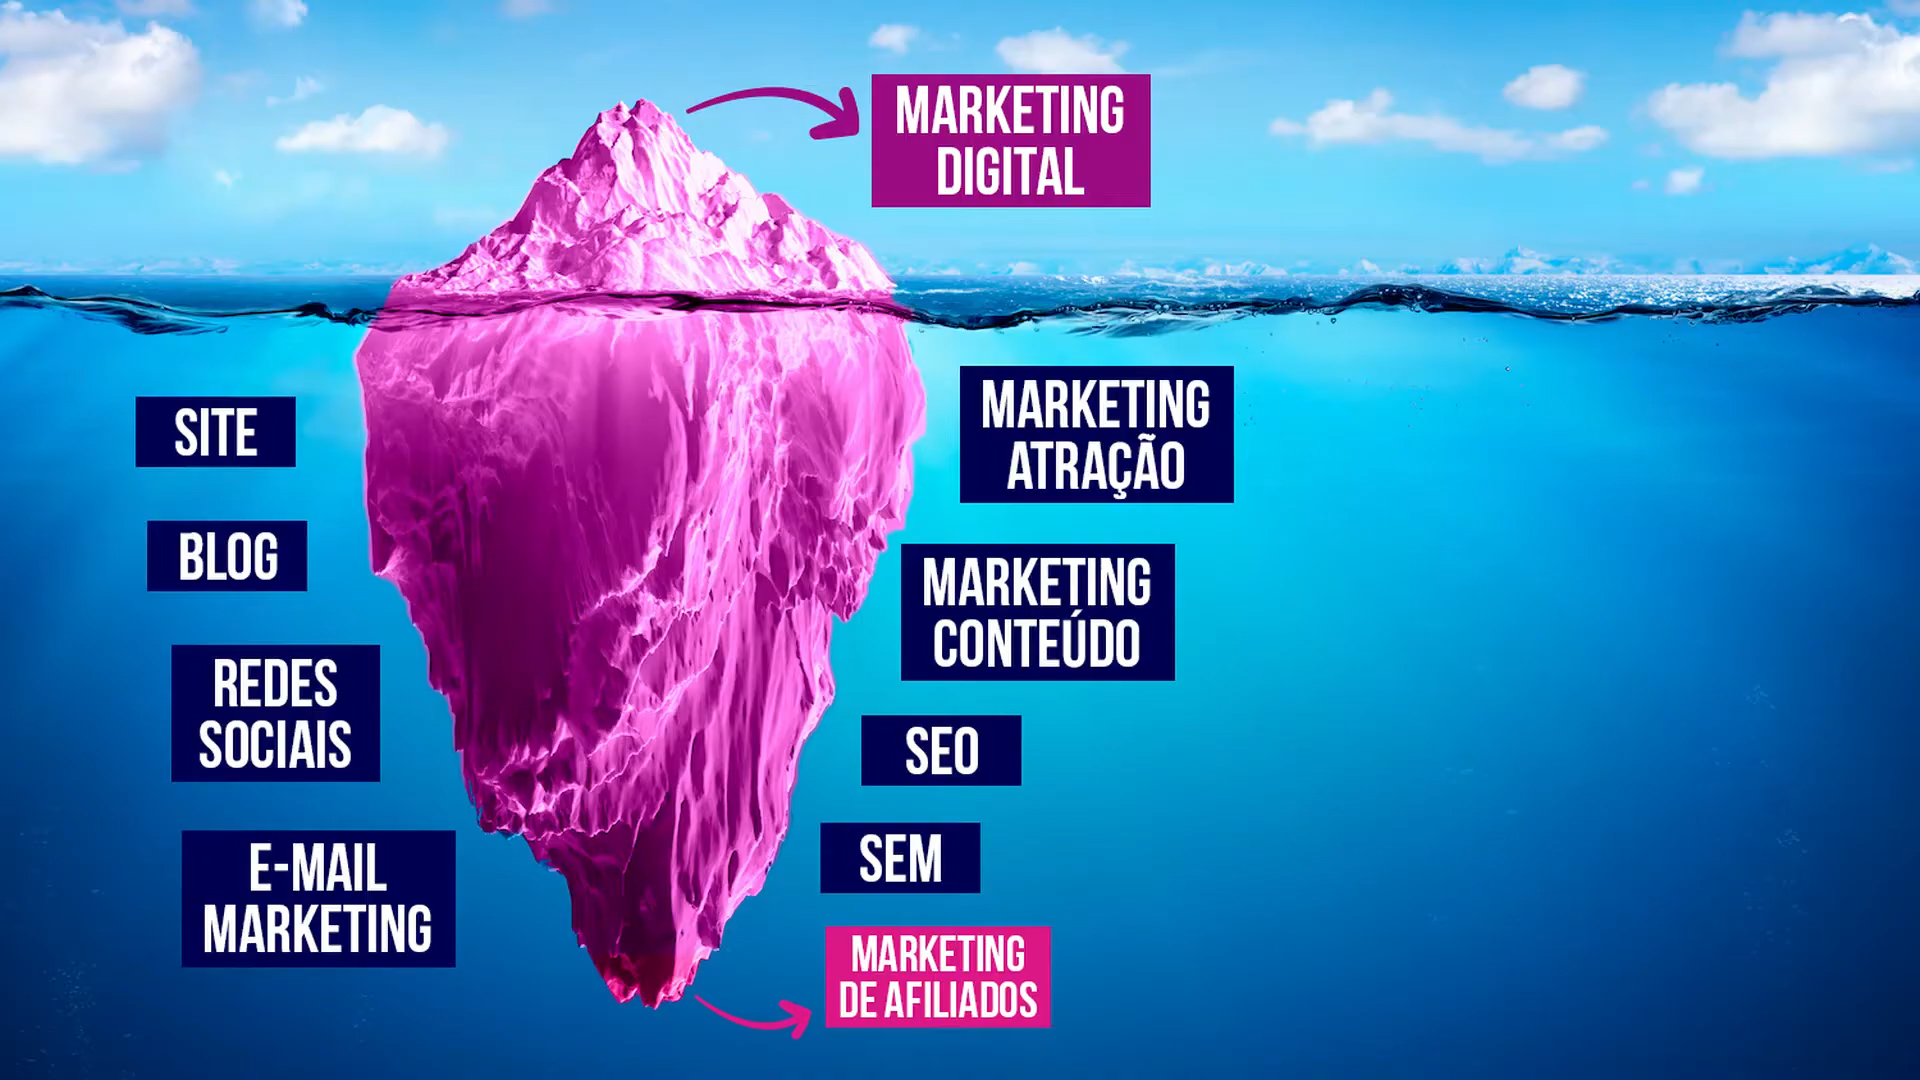 MARKETING
DIGITAL
SITE
BLOG
REDES
SOCIAIS
E-MAIL
MARKETING
MARKETING
ATRAÇÃO
MARKETING
CONTEÚDO
SEO
SEM
MARKETING
DE AFILIADOS